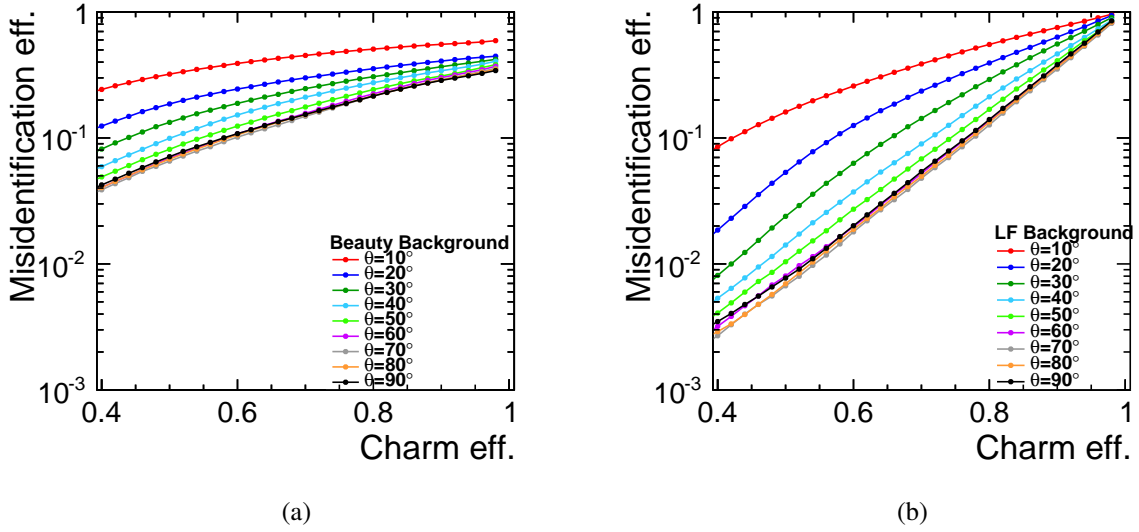 Misidentification eff.
1
10⁻¹
10⁻²
10⁻³
Beauty Background
θ=10°
θ=20°
θ=30°
θ=40°
θ=50°
θ=60°
θ=70°
θ=80°
θ=90°
0.4 0.6 0.8 1
Charm eff.
(a)
Misidentification eff.
1
10⁻¹
10⁻²
10⁻³
LF Background
θ=10°
θ=20°
θ=30°
θ=40°
θ=50°
θ=60°
θ=70°
θ=80°
θ=90°
0.4 0.6 0.8 1
Charm eff.
(b)